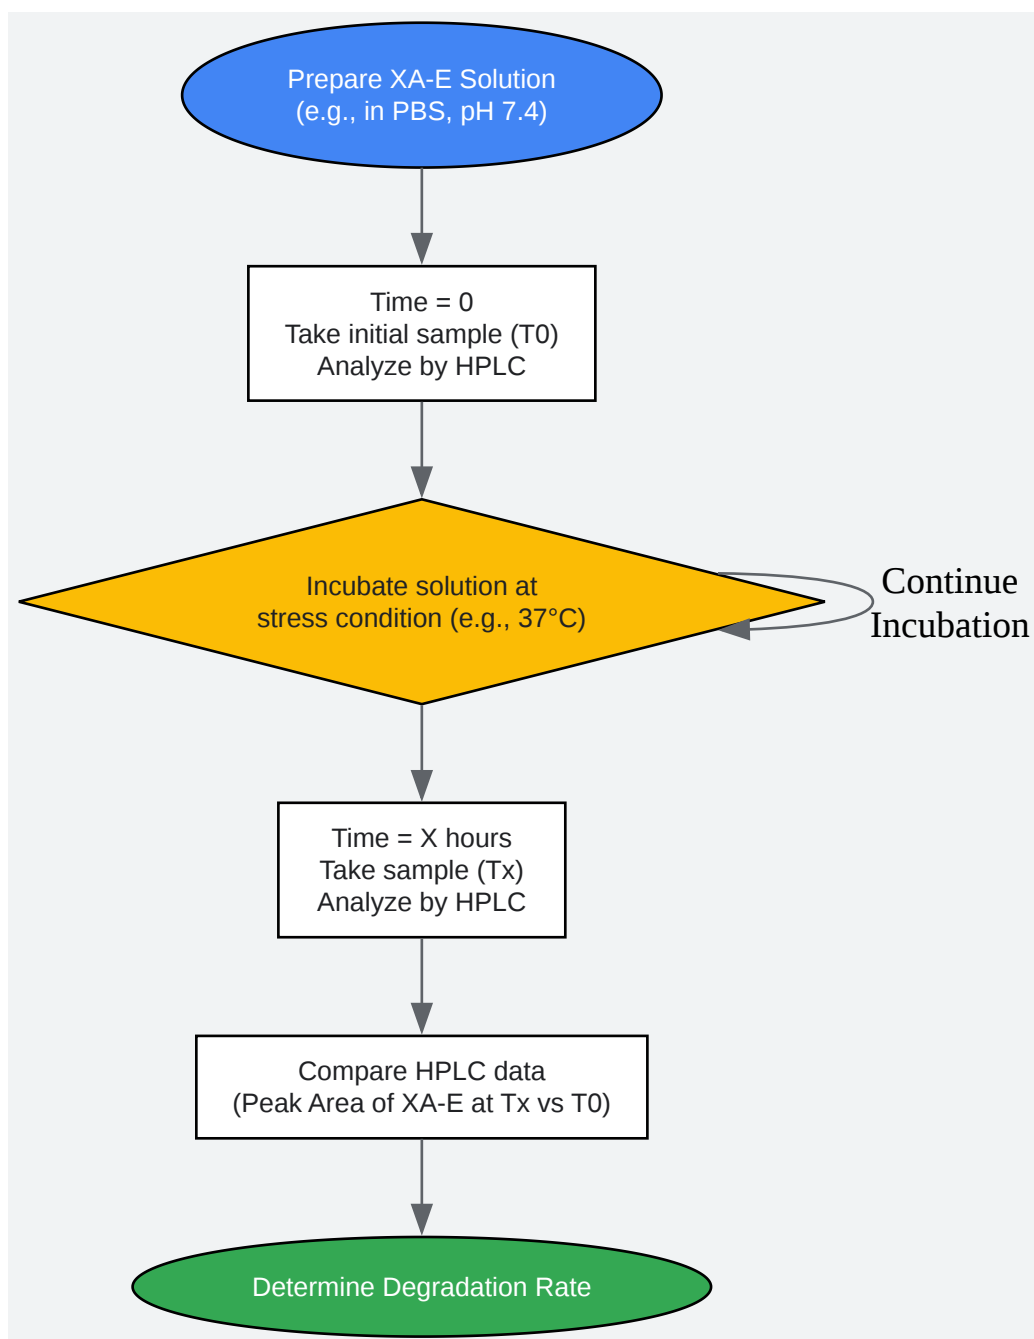 Prepare XA-E Solution
(e.g., in PBS, pH 7.4)
Time = 0
Take initial sample (T0)
Analyze by HPLC
Incubate solution at
stress condition (e.g., 37°C)
Continue
Incubation
Time = X hours
Take sample (Tx)
Analyze by HPLC
Compare HPLC data
(Peak Area of XA-E at Tx vs T0)
Determine Degradation Rate